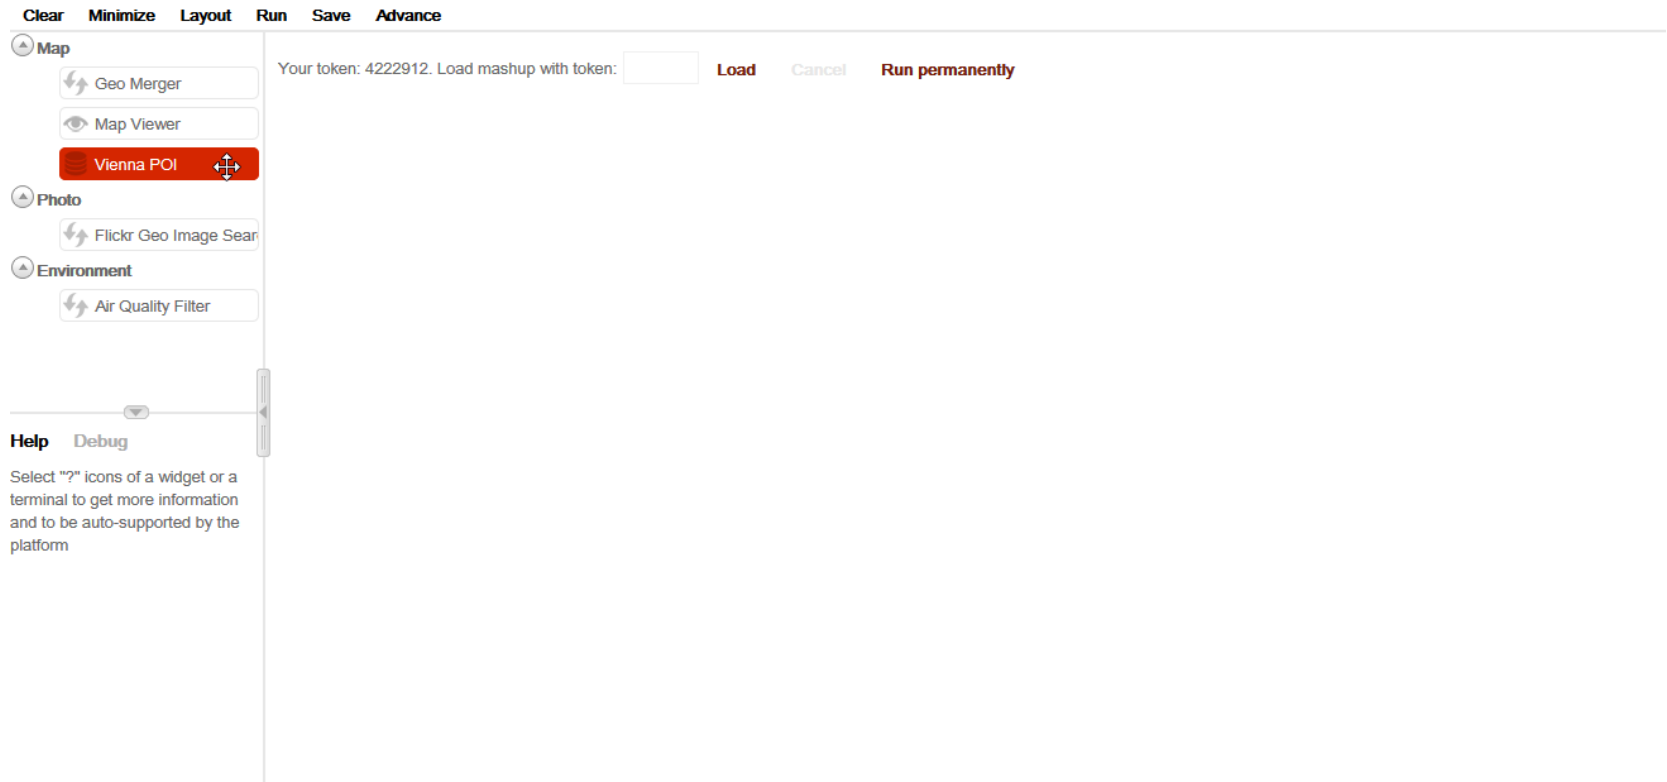 Clear Minimize Layout Run Save Advance
Map
Geo Merger
Map Viewer
Vienna POI
Photo
Flickr Geo Image Sear
Environment
Air Quality Filter
Your token: 4222912. Load mashup with token: Load Cancel Run permanently
Help Debug
Select "?" icons of a widget or a
terminal to get more information
and to be auto-supported by the
platform